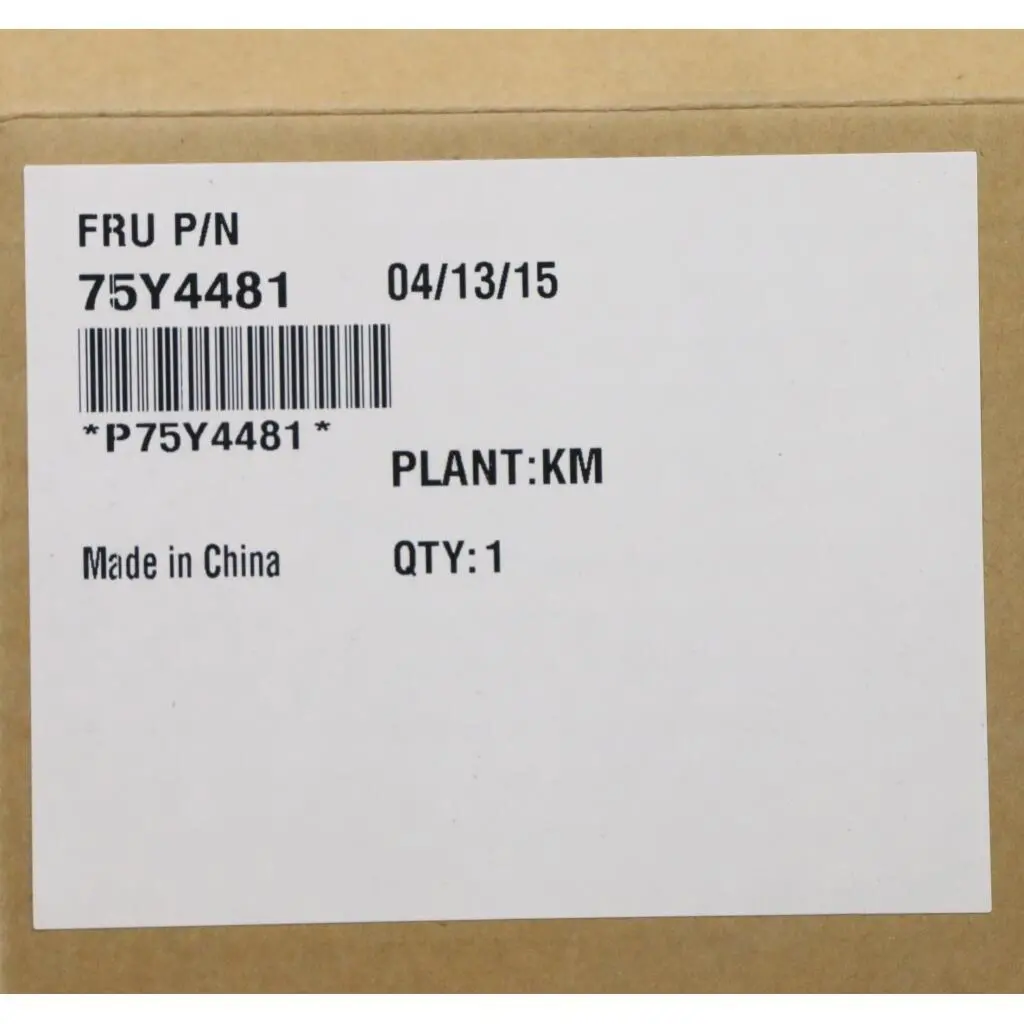 FRU P/N
75Y4481 04/13/15
*P75Y4481*
PLANT:KM
Made in China QTY:1